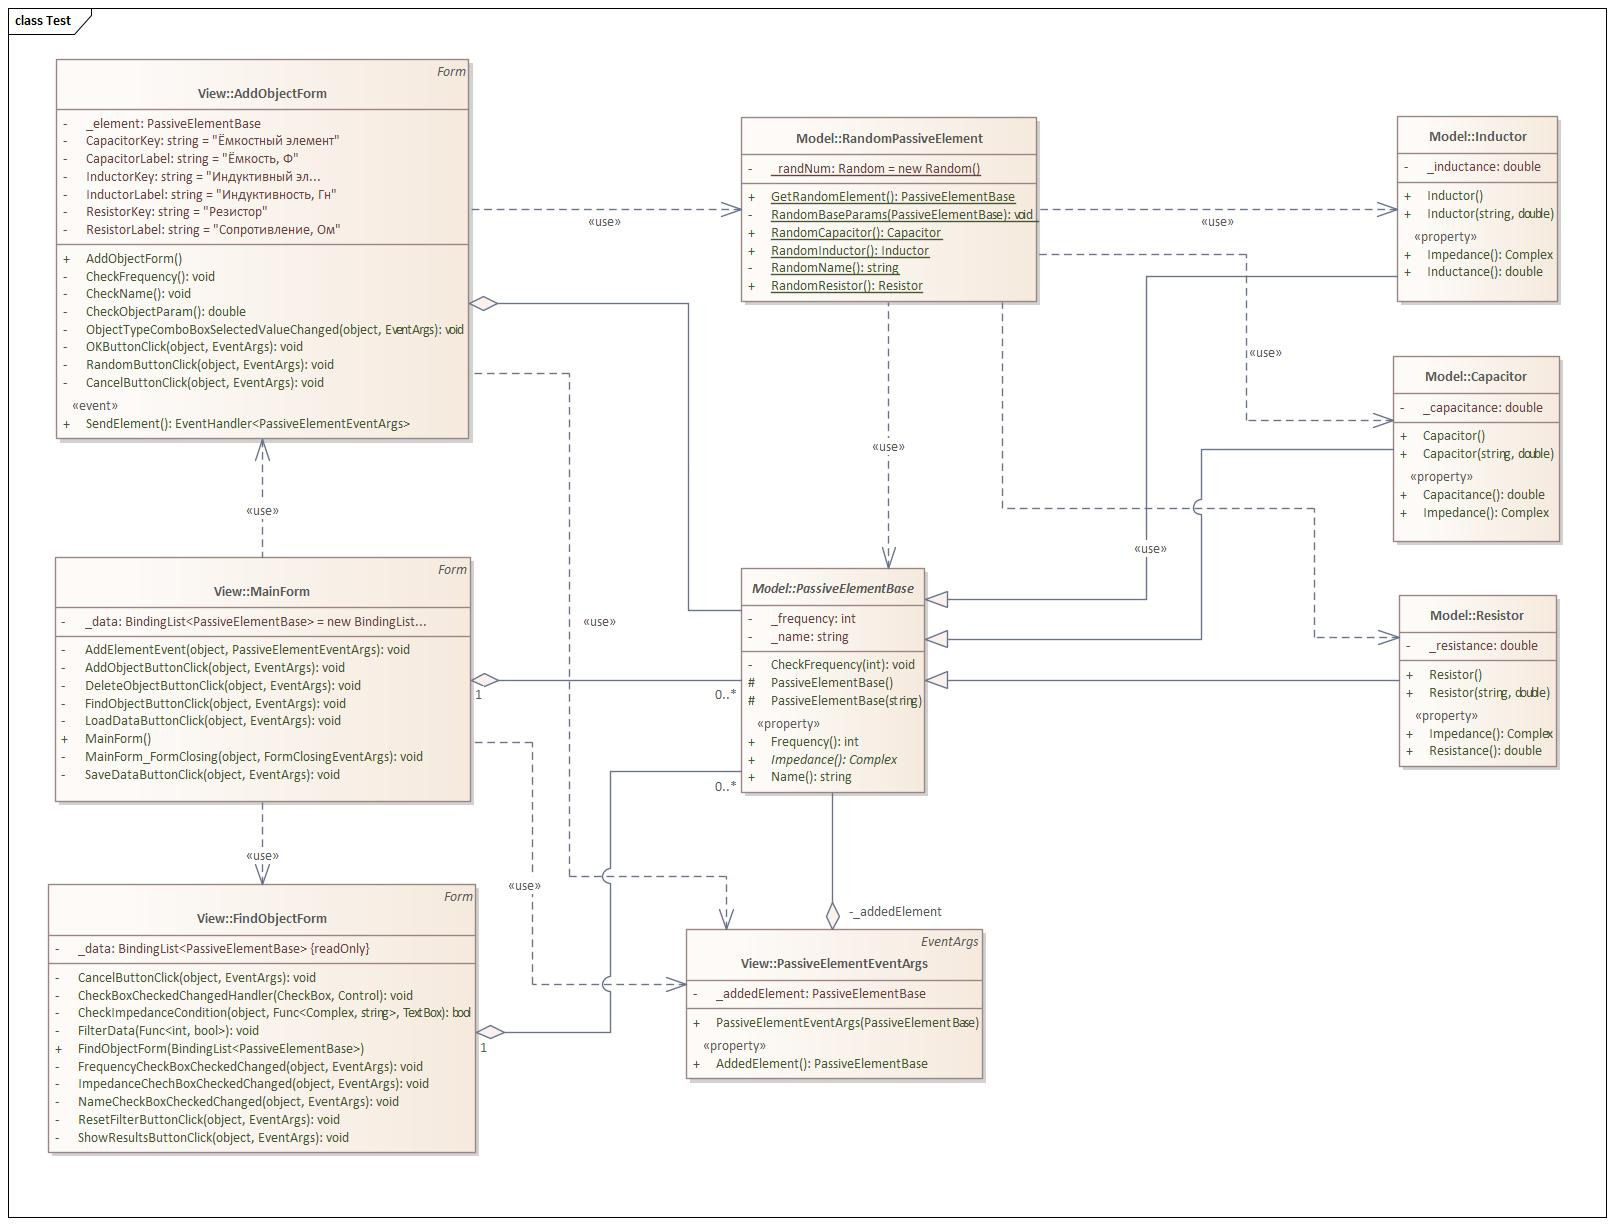 class Test
Form
View::AddObjectForm
- _element: PassiveElementBase
- CapacitorKey: string = "Ёмкостный элемент"
- CapacitorLabel: string = "Ёмкость, Ф"
- InductorKey: string = "Индуктивный эл...
- InductorLabel: string = "Индуктивность, Гн"
- ResistorKey: string = "Резистор"
- ResistorLabel: string = "Сопротивление, Ом"
+ AddObjectForm()
- CheckFrequency(): void
- CheckName(): void
- CheckObjectParam(): double
- ObjectTypeComboBoxSelectedValueChanged(object, EventArgs): void
- OKButtonClick(object, EventArgs): void
- RandomButtonClick(object, EventArgs): void
- CancelButtonClick(object, EventArgs): void
«event»
+ SendElement(): EventHandler<PassiveElementEventArgs>
«use»
Model::RandomPassiveElement
- _randNum: Random = new Random()
+ GetRandomElement(): PassiveElementBase
- RandomBaseParams(PassiveElementBase): void
+ RandomCapacitor(): Capacitor
+ RandomInductor(): Inductor
- RandomName(): string
+ RandomResistor(): Resistor
«use»
Model::Inductor
- _inductance: double
+ Inductor()
+ Inductor(string, double)
«property»
+ Impedance(): Complex
+ Inductance(): double
«use»
Model::Capacitor
- _capacitance: double
+ Capacitor()
+ Capacitor(string, double)
«property»
+ Capacitance(): double
+ Impedance(): Complex
«use»
«use»
«use»
Form
View::MainForm
- _data: BindingList<PassiveElementBase> = new BindingList...
- AddElementEvent(object, PassiveElementEventArgs): void
- AddObjectButtonClick(object, EventArgs): void
- DeleteObjectButtonClick(object, EventArgs): void
- FindObjectButtonClick(object, EventArgs): void
- LoadDataButtonClick(object, EventArgs): void
+ MainForm()
- MainForm_FormClosing(object, FormClosingEventArgs): void
- SaveDataButtonClick(object, EventArgs): void
1
0..*
«use»
Model::PassiveElementBase
- _frequency: int
- _name: string
- CheckFrequency(int): void
# PassiveElementBase()
# PassiveElementBase(string)
«property»
+ Frequency(): int
+ Impedance(): Complex
+ Name(): string
0..*
Model::Resistor
- _resistance: double
+ Resistor()
+ Resistor(string, double)
«property»
+ Impedance(): Complex
+ Resistance(): double
«use»
«use»
Form
View::FindObjectForm
- _data: BindingList<PassiveElementBase> {readOnly}
- CancelButtonClick(object, EventArgs): void
- CheckBoxCheckedChangedHandler(CheckBox, Control): void
- CheckImpedanceCondition(object, Func<Complex, string>, TextBox): bool
- FilterData(Func<int, bool>): void
+ FindObjectForm(BindingList<PassiveElementBase>)
- FrequencyCheckBoxCheckedChanged(object, EventArgs): void
- ImpedanceChechBoxCheckedChanged(object, EventArgs): void
- NameCheckBoxCheckedChanged(object, EventArgs): void
- ResetFilterButtonClick(object, EventArgs): void
- ShowResultsButtonClick(object, EventArgs): void
1
-_addedElement
EventArgs
View::PassiveElementEventArgs
- _addedElement: PassiveElementBase
+ PassiveElementEventArgs(PassiveElementBase)
«property»
+ AddedElement(): PassiveElementBase